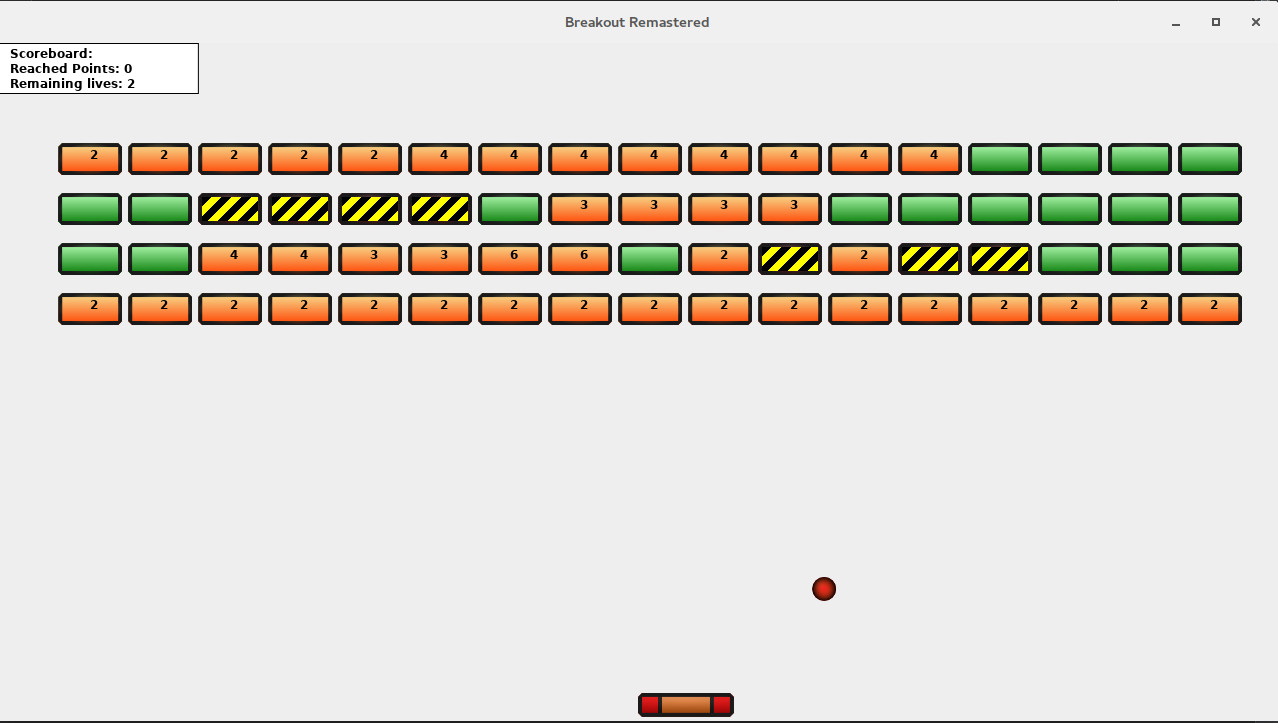 Breakout Remastered
Scoreboard:
Reached Points: 0
Remaining lives: 2
2 2 2 2 2 4 4 4 4 4 4 4 4
3 3 3 3
4 4 3 3 6 6 2 2
2 2 2 2 2 2 2 2 2 2 2 2 2 2 2 2 2